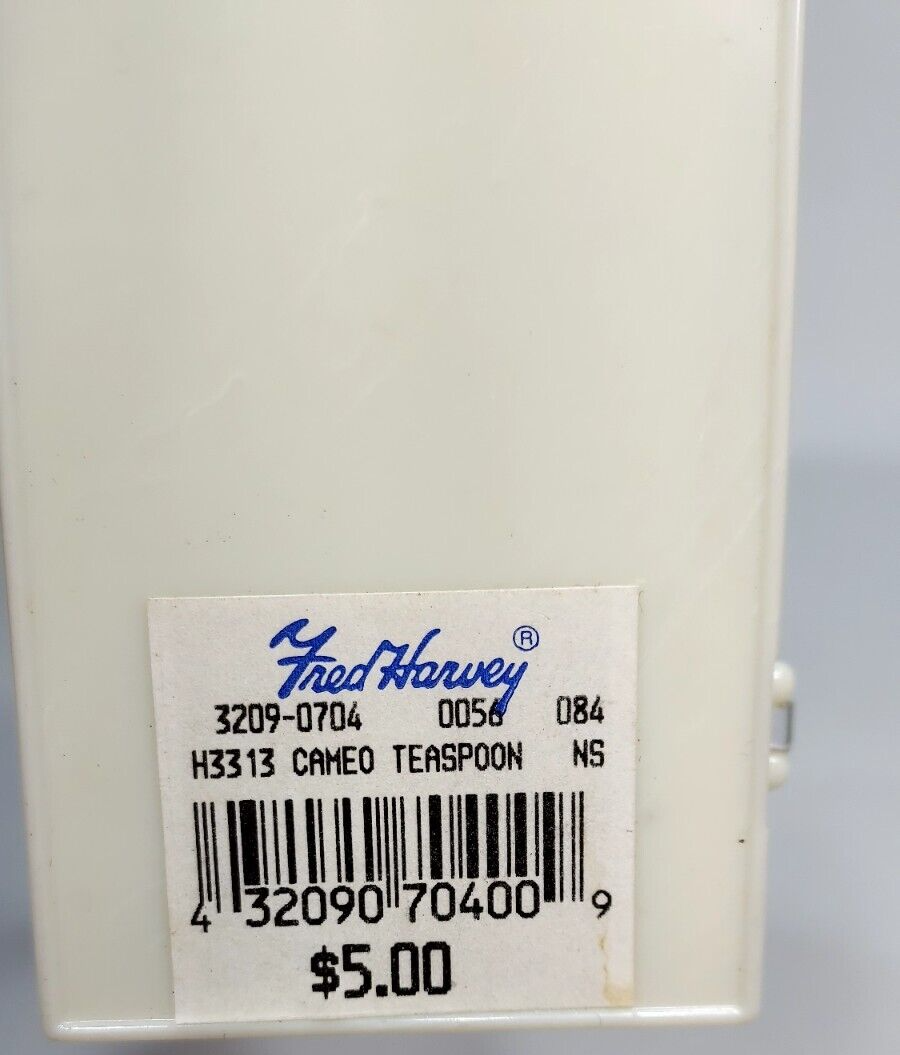 Fred Harvey ®
3209-0704 0056 084
H3313 CAMEO TEASPOON NS
4 32090 70400 9
$5.00